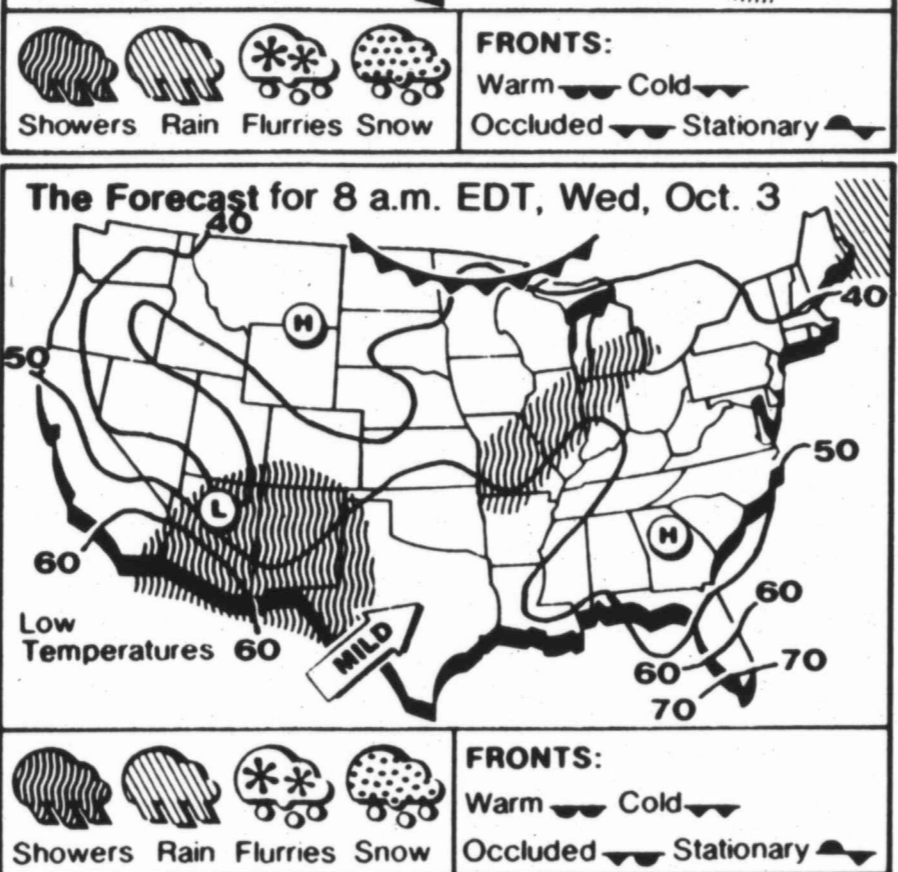 FRONTS:
Warm Cold
Showers Rain Flurries Snow
Occluded Stationary
The Forecast for 8 a.m. EDT, Wed, Oct. 3
40
H
40
50
50
L
H
60
60
Low
Temperatures 60
MILD
60
70
70
FRONTS:
Warm Cold
Showers Rain Flurries Snow
Occluded Stationary